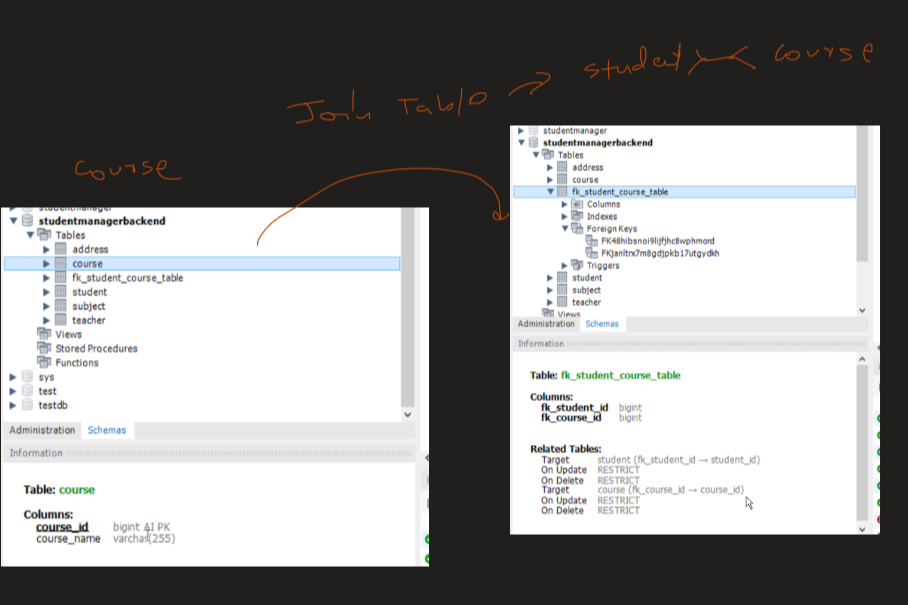 Join Table → student >< course
course
studentmanager
studentmanagerbackend
Tables
address
course
fk_student_course_table
student
subject
teacher
Views
Stored Procedures
Functions
sys
test
testdb
Administration Schemas
Information
Table: course
Columns:
course_id bigint AI PK
course_name varchar(255)
studentmanager
studentmanagerbackend
Tables
address
course
fk_student_course_table
Columns
Indexes
Foreign Keys
FK48hibsnoi9lijfjhc8wphmord
FKjanltrx7m8gdjpkb17utgydkh
Triggers
student
subject
teacher
Views
Administration Schemas
Information
Table: fk_student_course_table
Columns:
fk_student_id bigint
fk_course_id bigint
Related Tables:
Target student (fk_student_id → student_id)
On Update RESTRICT
On Delete RESTRICT
Target course (fk_course_id → course_id)
On Update RESTRICT
On Delete RESTRICT